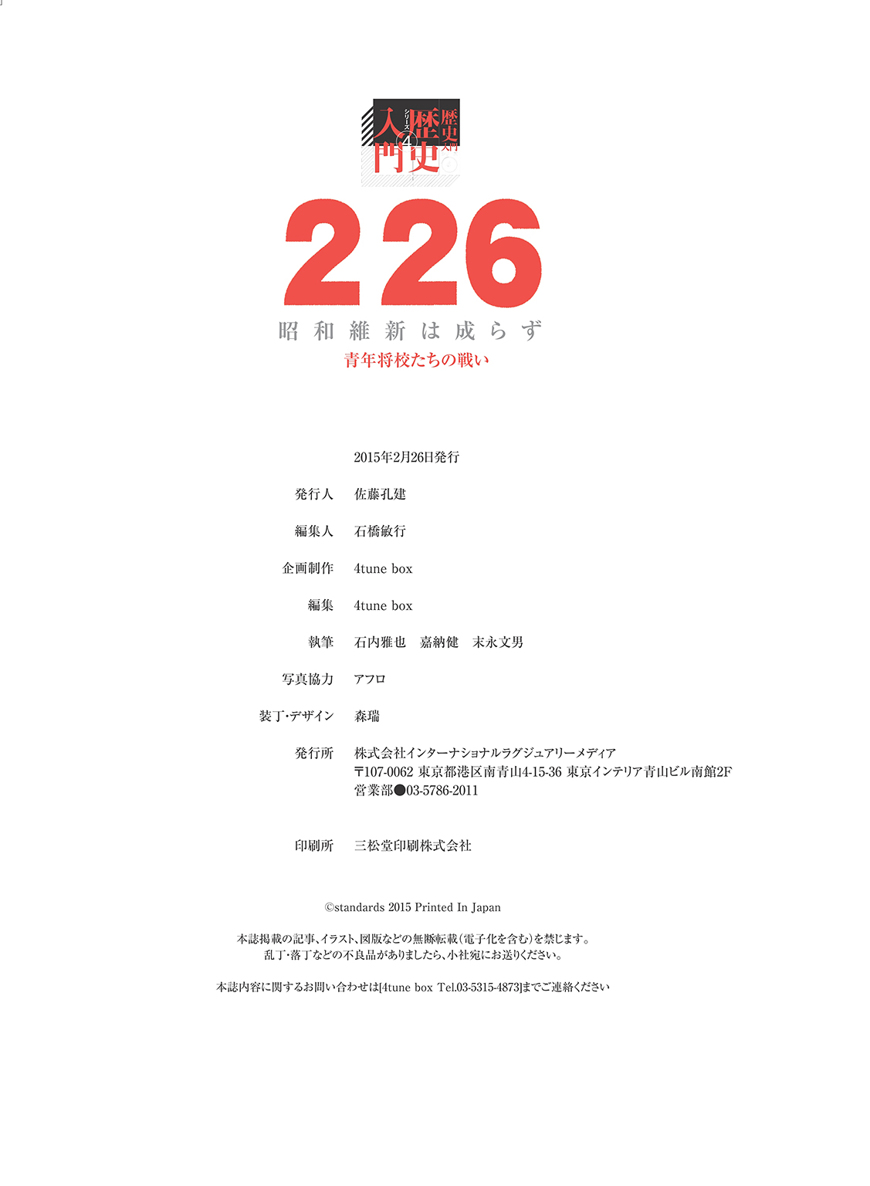 歴史
入門
シリーズ
4
歴史
入門
2 26
昭和維新は成らず
青年将校たちの戦い
2015年2月26日発行
発行人 佐藤孔建
編集人 石橋敏行
企画制作 4tune box
編集 4tune box
執筆 石内雅也 嘉納健 末永文男
写真協力 アフロ
装丁・デザイン 森瑞
発行所 株式会社インターナショナルラグジュアリーメディア
〒107-0062 東京都港区南青山4-15-36 東京インテリア青山ビル南館2F
営業部●03-5786-2011
印刷所 三松堂印刷株式会社
©standards 2015 Printed In Japan
本誌掲載の記事、イラスト、図版などの無断転載（電子化を含む）を禁じます。
乱丁・落丁などの不良品がありましたら、小社宛にお送りください。
本誌内容に関するお問い合わせは[4tune box Tel.03-5315-4873]までご連絡ください